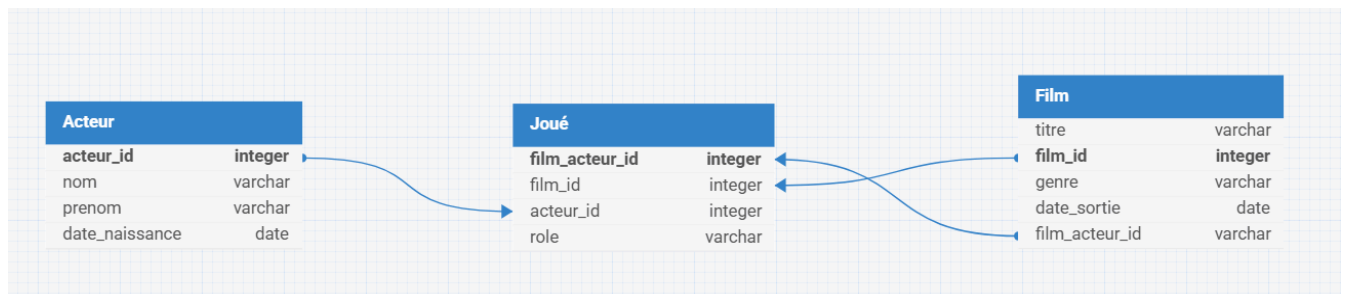 Acteur
acteur_id integer
nom varchar
prenom varchar
date_naissance date
Joué
film_acteur_id integer
film_id integer
acteur_id integer
role varchar
Film
titre varchar
film_id integer
genre varchar
date_sortie date
film_acteur_id varchar